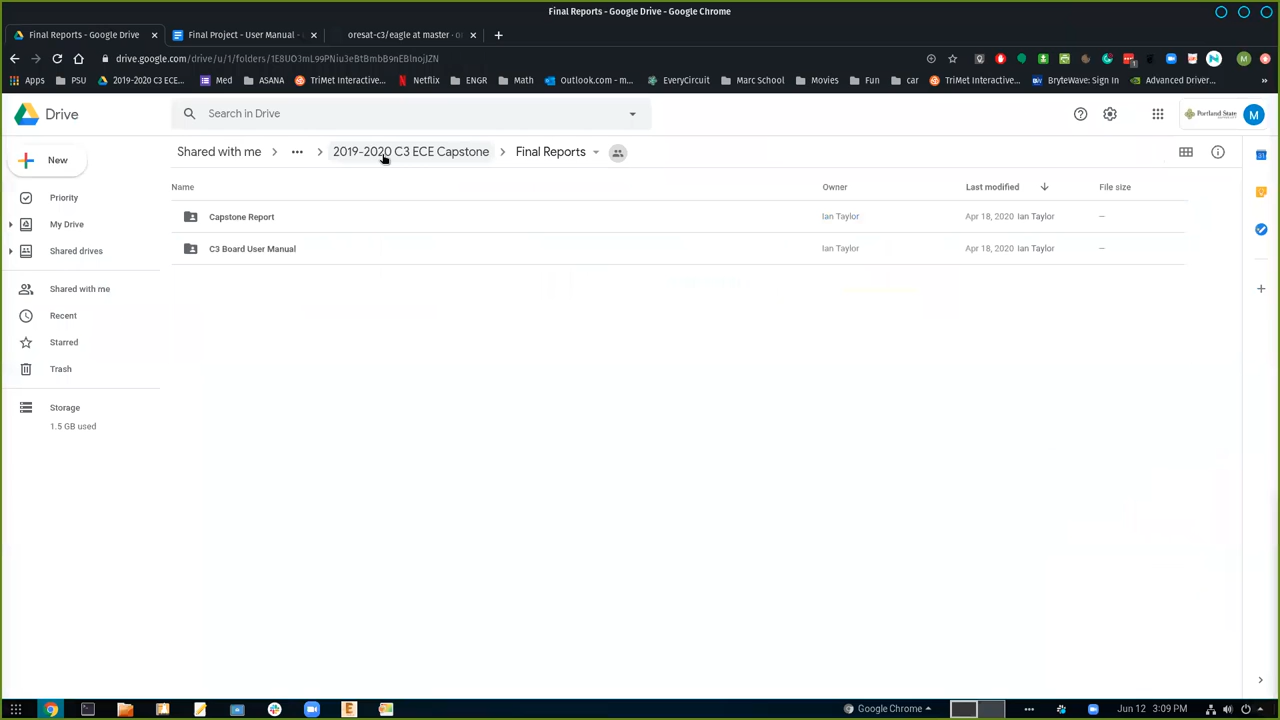 Final Reports - Google Drive - Google Chrome
Final Reports - Google Drive
Final Project - User Manual -
oresat-c3/eagle at master · o
drive.google.com/drive/u/1/folders/1E8UO3mL99PNiu3eBtBmbB9nEBlnojJZN
Apps PSU 2019-2020 C3 ECE... Med ASANA TriMet Interactive... Netflix ENGR Math Outlook.com - m... EveryCircuit Marc School Movies Fun car TriMet Interactive... BryteWave: Sign In Advanced Driver... »
Drive
Search in Drive
Portland State
M
New
Shared with me > ... > 2019-2020 C3 ECE Capstone > Final Reports
Name Owner Last modified File size
Capstone Report Ian Taylor Apr 18, 2020 Ian Taylor –
C3 Board User Manual Ian Taylor Apr 18, 2020 Ian Taylor –
Priority
My Drive
Shared drives
Shared with me
Recent
Starred
Trash
Storage
1.5 GB used
Google Chrome
Jun 12 3:09 PM